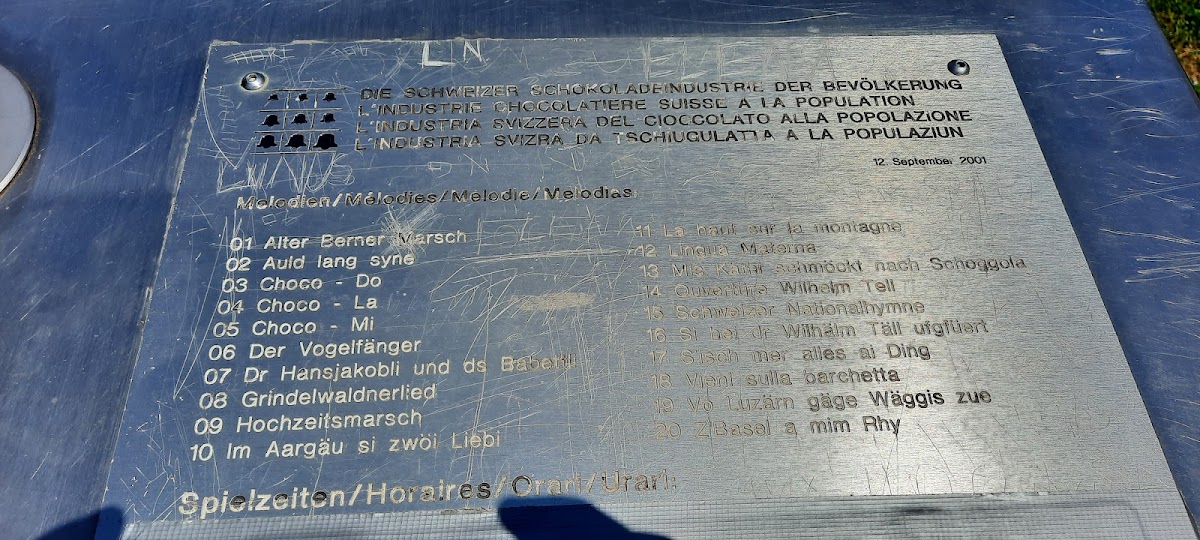 DIE SCHWEIZER SCHOKOLADEINDUSTRIE DER BEVÖLKERUNG
L'INDUSTRIE CHOCOLATIERE SUISSE A LA POPULATION
L'INDUSTRIA SVIZZERA DEL CIOCCOLATO ALLA POPOLAZIONE
L'INDUSTRIA SVIZRA DA TSCHIUGULATTA A LA POPULAZIUN
12. September 2001
Melodien/Mélodies/Melodie/Melodias:
01 Alter Berner Marsch
02 Auld lang syne
03 Choco - Do
04 Choco - La
05 Choco - Mi
06 Der Vogelfänger
07 Dr Hansjakobli und ds Babettli
08 Grindelwaldnerlied
09 Hochzeitsmarsch
10 Im Aargäu si zwöi Liebi
11 La haut sur la montagne
12 Lingua Materna
13 Mis Chötti schmöckt nach Schoggola
14 Ouvertüre Wilhelm Tell
15 Schweizer Nationalhymne
16 Si hei dr Wilhälm Täll ufgfüert
17 S'isch mer alles ai Ding
18 Vieni sulla barchetta
19 Vo Luzärn gäge Wäggis zue
20 Z'Basel a mim Rhy
Spielzeiten/Horaires/Orari/Urari:
LN